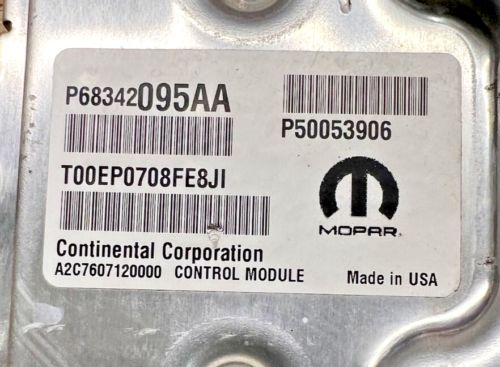 P68342095AA
P50053906
T00EP0708FE8JI
MOPAR
Continental Corporation
A2C7607120000 CONTROL MODULE
Made in USA